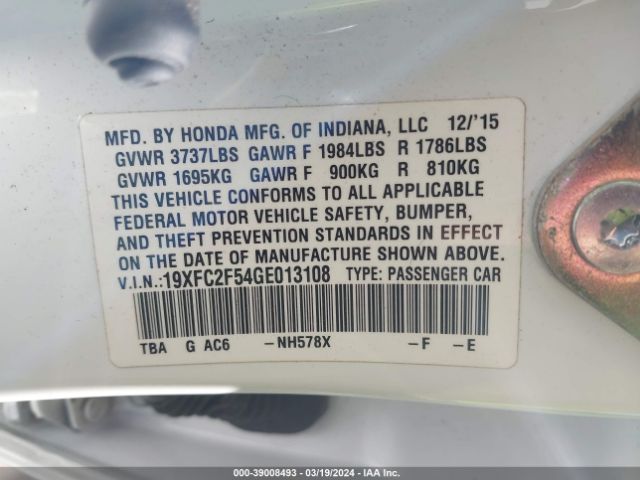 MFD. BY HONDA MFG. OF INDIANA, LLC 12/'15
GVWR 3737LBS GAWR F 1984LBS R 1786LBS
GVWR 1695KG GAWR F 900KG R 810KG
THIS VEHICLE CONFORMS TO ALL APPLICABLE
FEDERAL MOTOR VEHICLE SAFETY, BUMPER,
AND THEFT PREVENTION STANDARDS IN EFFECT
ON THE DATE OF MANUFACTURE SHOWN ABOVE.
V.I.N.:19XFC2F54GE013108 TYPE: PASSENGER CAR
TBA G AC6 -NH578X -F -E
000-39008493 - 03/19/2024 - IAA Inc.